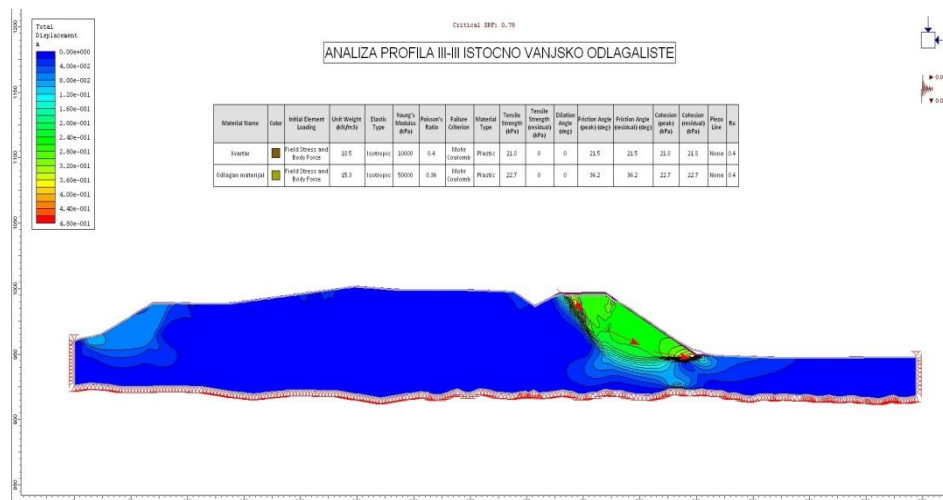 Critical SRF: 0.78
ANALIZA PROFILA III-III ISTOCNO VANJSKO ODLAGALISTE
Total
Displacement
m
0.00e+000
4.00e-002
8.00e-002
1.20e-001
1.60e-001
2.00e-001
2.40e-001
2.80e-001
3.20e-001
3.60e-001
4.00e-001
4.40e-001
4.80e-001
Material Name Color Initial Element Loading Unit Weight (kN/m3) Elastic Type Young's Modulus (kPa) Poisson's Ratio Failure Criterion Material Type Tensile Strength (kPa) Tensile Strength (residual) (kPa) Dilation Angle (deg) Friction Angle (peak) (deg) Friction Angle (residual) (deg) Cohesion (peak) (kPa) Cohesion (residual) (kPa) Piezo Line Ru
Kvartar Field Stress and Body Force Isotropic 10000 0.4 Mohr Coulomb Plastic 21.0 0 0 21.5 21.5 21.0 21.0 None 0.4
Odlagan materijal Field Stress and Body Force 25.3 Isotropic 50000 0.36 Mohr Coulomb Plastic 22.7 0 0 36.2 36.2 22.7 22.7 None 0.4
1200
1150
1100
1050
1000
950
900
850